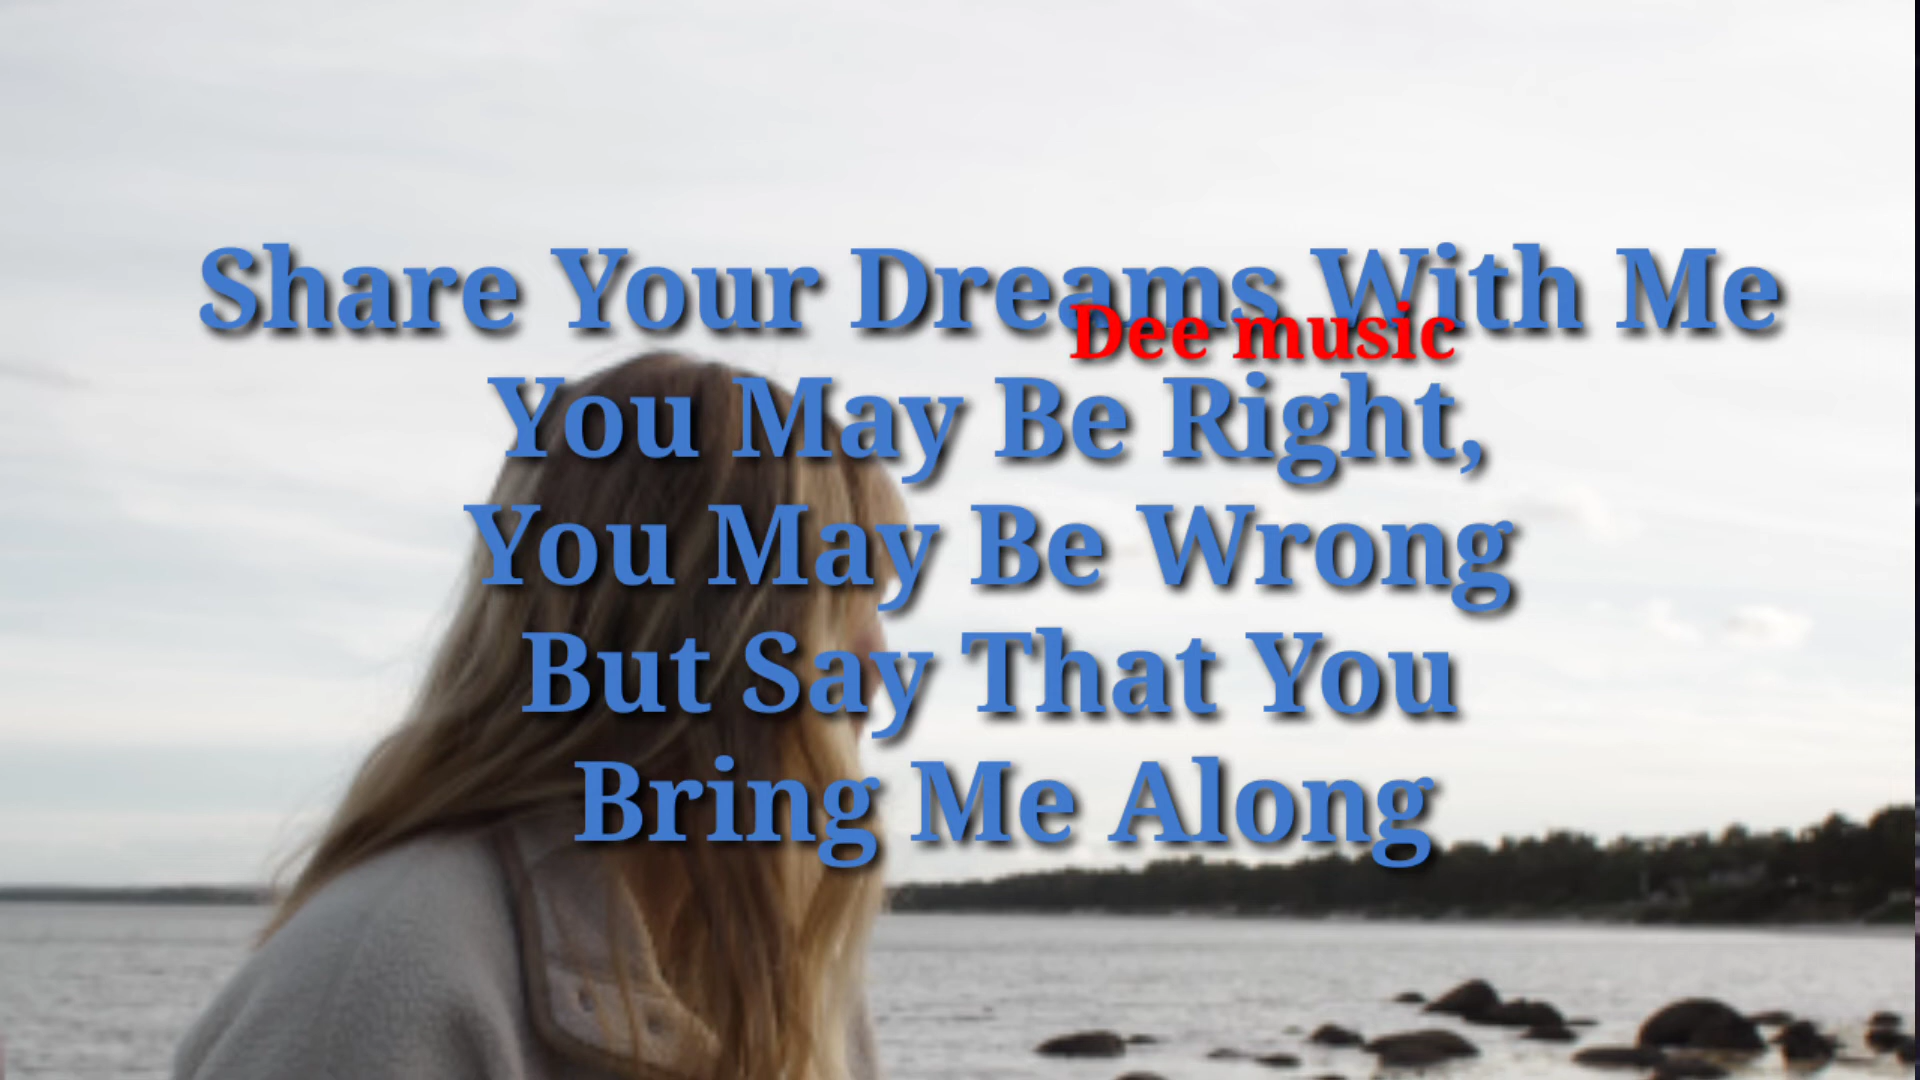 Share Your Dreams With Me
Dee music
You May Be Right,
You May Be Wrong
But Say That You
Bring Me Along